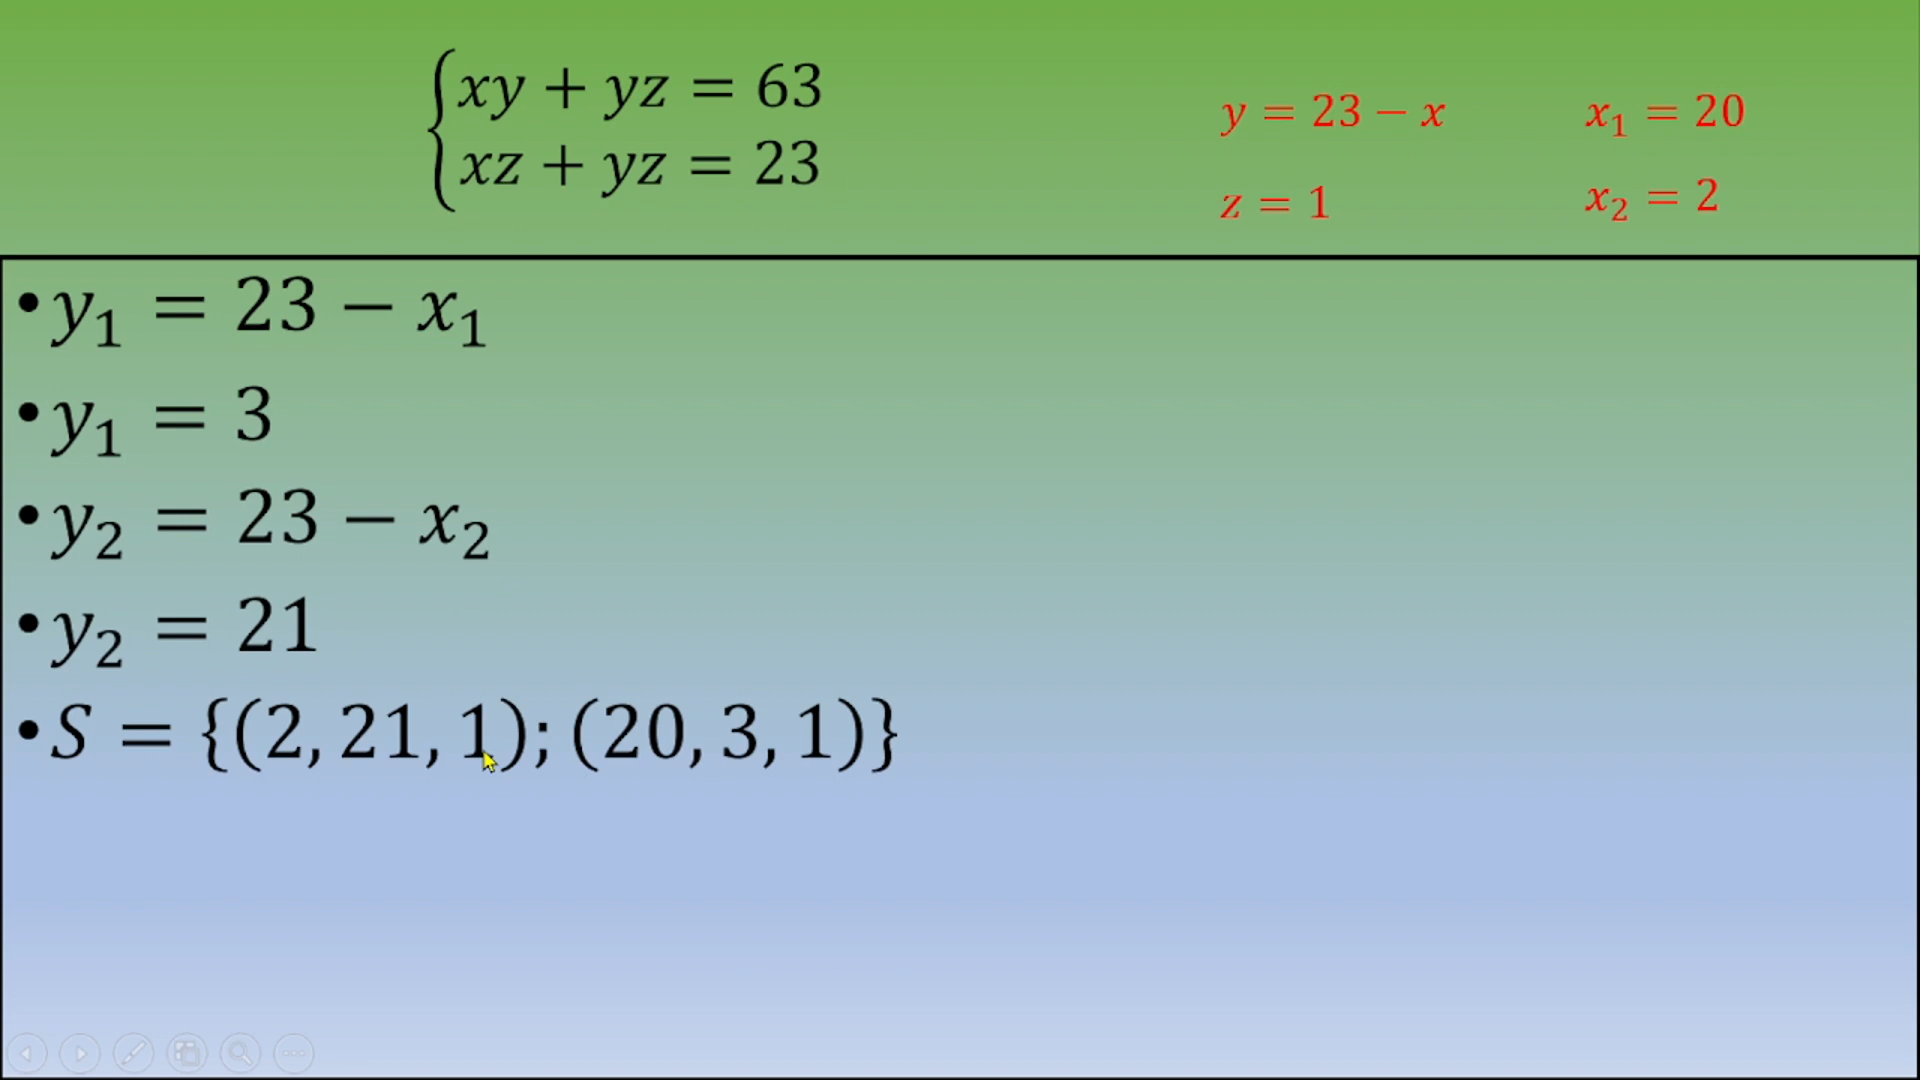 {xy + yz = 63
xz + yz = 23
y = 23 − x
z = 1
x₁ = 20
x₂ = 2
•y₁ = 23 − x₁
•y₁ = 3
•y₂ = 23 − x₂
•y₂ = 21
•S = {(2, 21, 1); (20, 3, 1)}